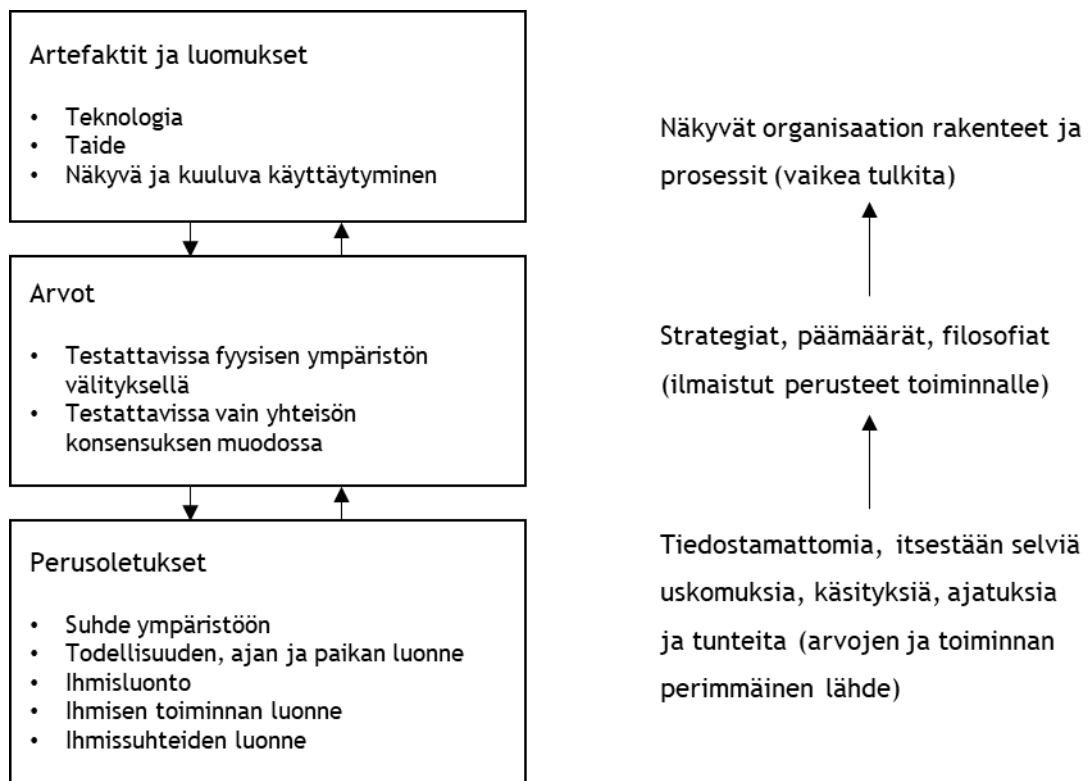 Artefaktit ja luomukset
• Teknologia
• Taide
• Näkyvä ja kuuluva käyttäytyminen
Näkyvät organisaation rakenteet ja
prosessit (vaikea tulkita)
Arvot
• Testattavissa fyysisen ympäristön
välityksellä
• Testattavissa vain yhteisön
konsensuksen muodossa
Strategiat, päämäärät, filosofiat
(ilmaistut perusteet toiminnalle)
Perusoletukset
• Suhde ympäristöön
• Todellisuuden, ajan ja paikan luonne
• Ihmisluonto
• Ihmisen toiminnan luonne
• Ihmissuhteiden luonne
Tiedostamattomia, itsestään selviä
uskomuksia, käsityksiä, ajatuksia
ja tunteita (arvojen ja toiminnan
perimmäinen lähde)